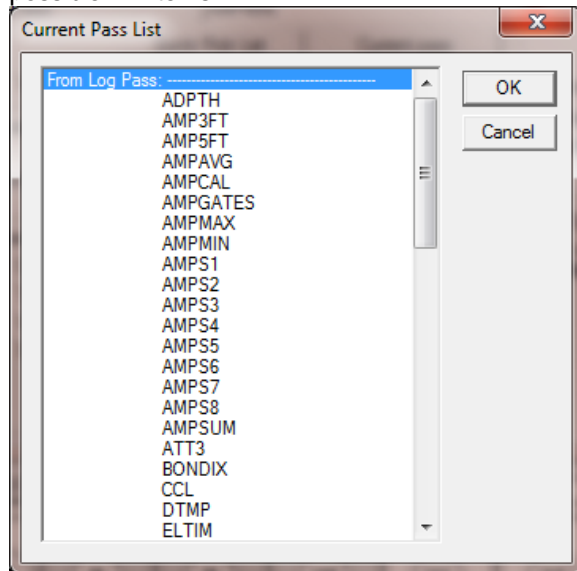 Current Pass List
From Log Pass: ------------------------------------------
ADPTH
AMP3FT
AMP5FT
AMPAVG
AMPCAL
AMPGATES
AMPMAX
AMPMIN
AMPS1
AMPS2
AMPS3
AMPS4
AMPS5
AMPS6
AMPS7
AMPS8
AMPSUM
ATT3
BONDIX
CCL
DTMP
ELTIM
OK
Cancel